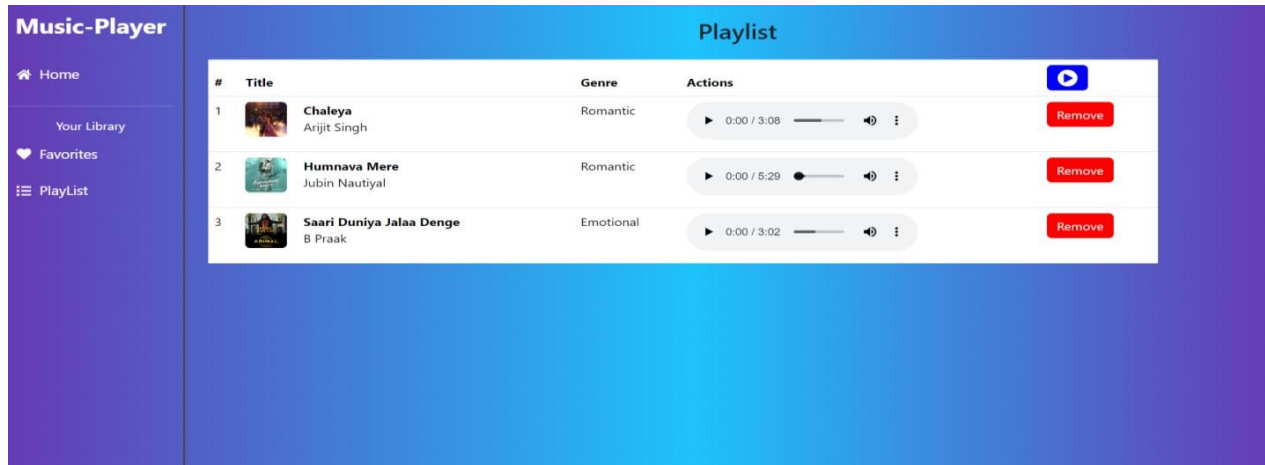 Music-Player
Home
Your Library
Favorites
PlayList
Playlist
# Title Genre Actions
1 Chaleya Romantic 0:00 / 3:08 Remove
Arijit Singh
2 Humnava Mere Romantic 0:00 / 5:29 Remove
Jubin Nautiyal
3 Saari Duniya Jalaa Denge Emotional 0:00 / 3:02 Remove
B Praak
ANIMAL